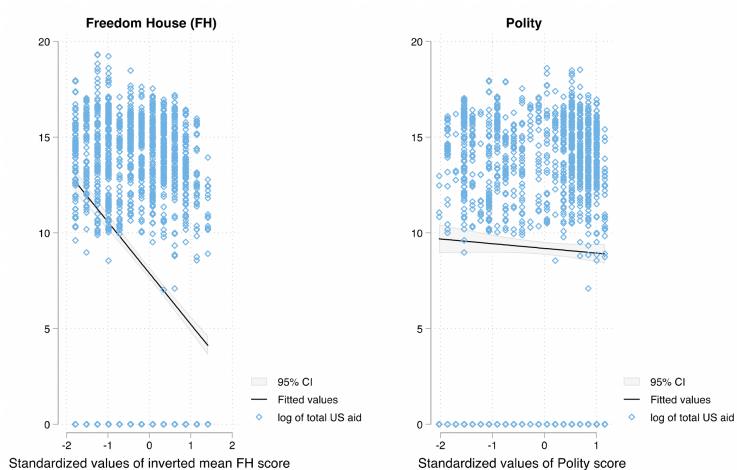 Freedom House (FH)
20
15
10
5
0
-2 -1 0 1 2
Standardized values of inverted mean FH score
95% CI
Fitted values
log of total US aid
Polity
20
15
10
5
0
-2 -1 0 1
Standardized values of Polity score
95% CI
Fitted values
log of total US aid